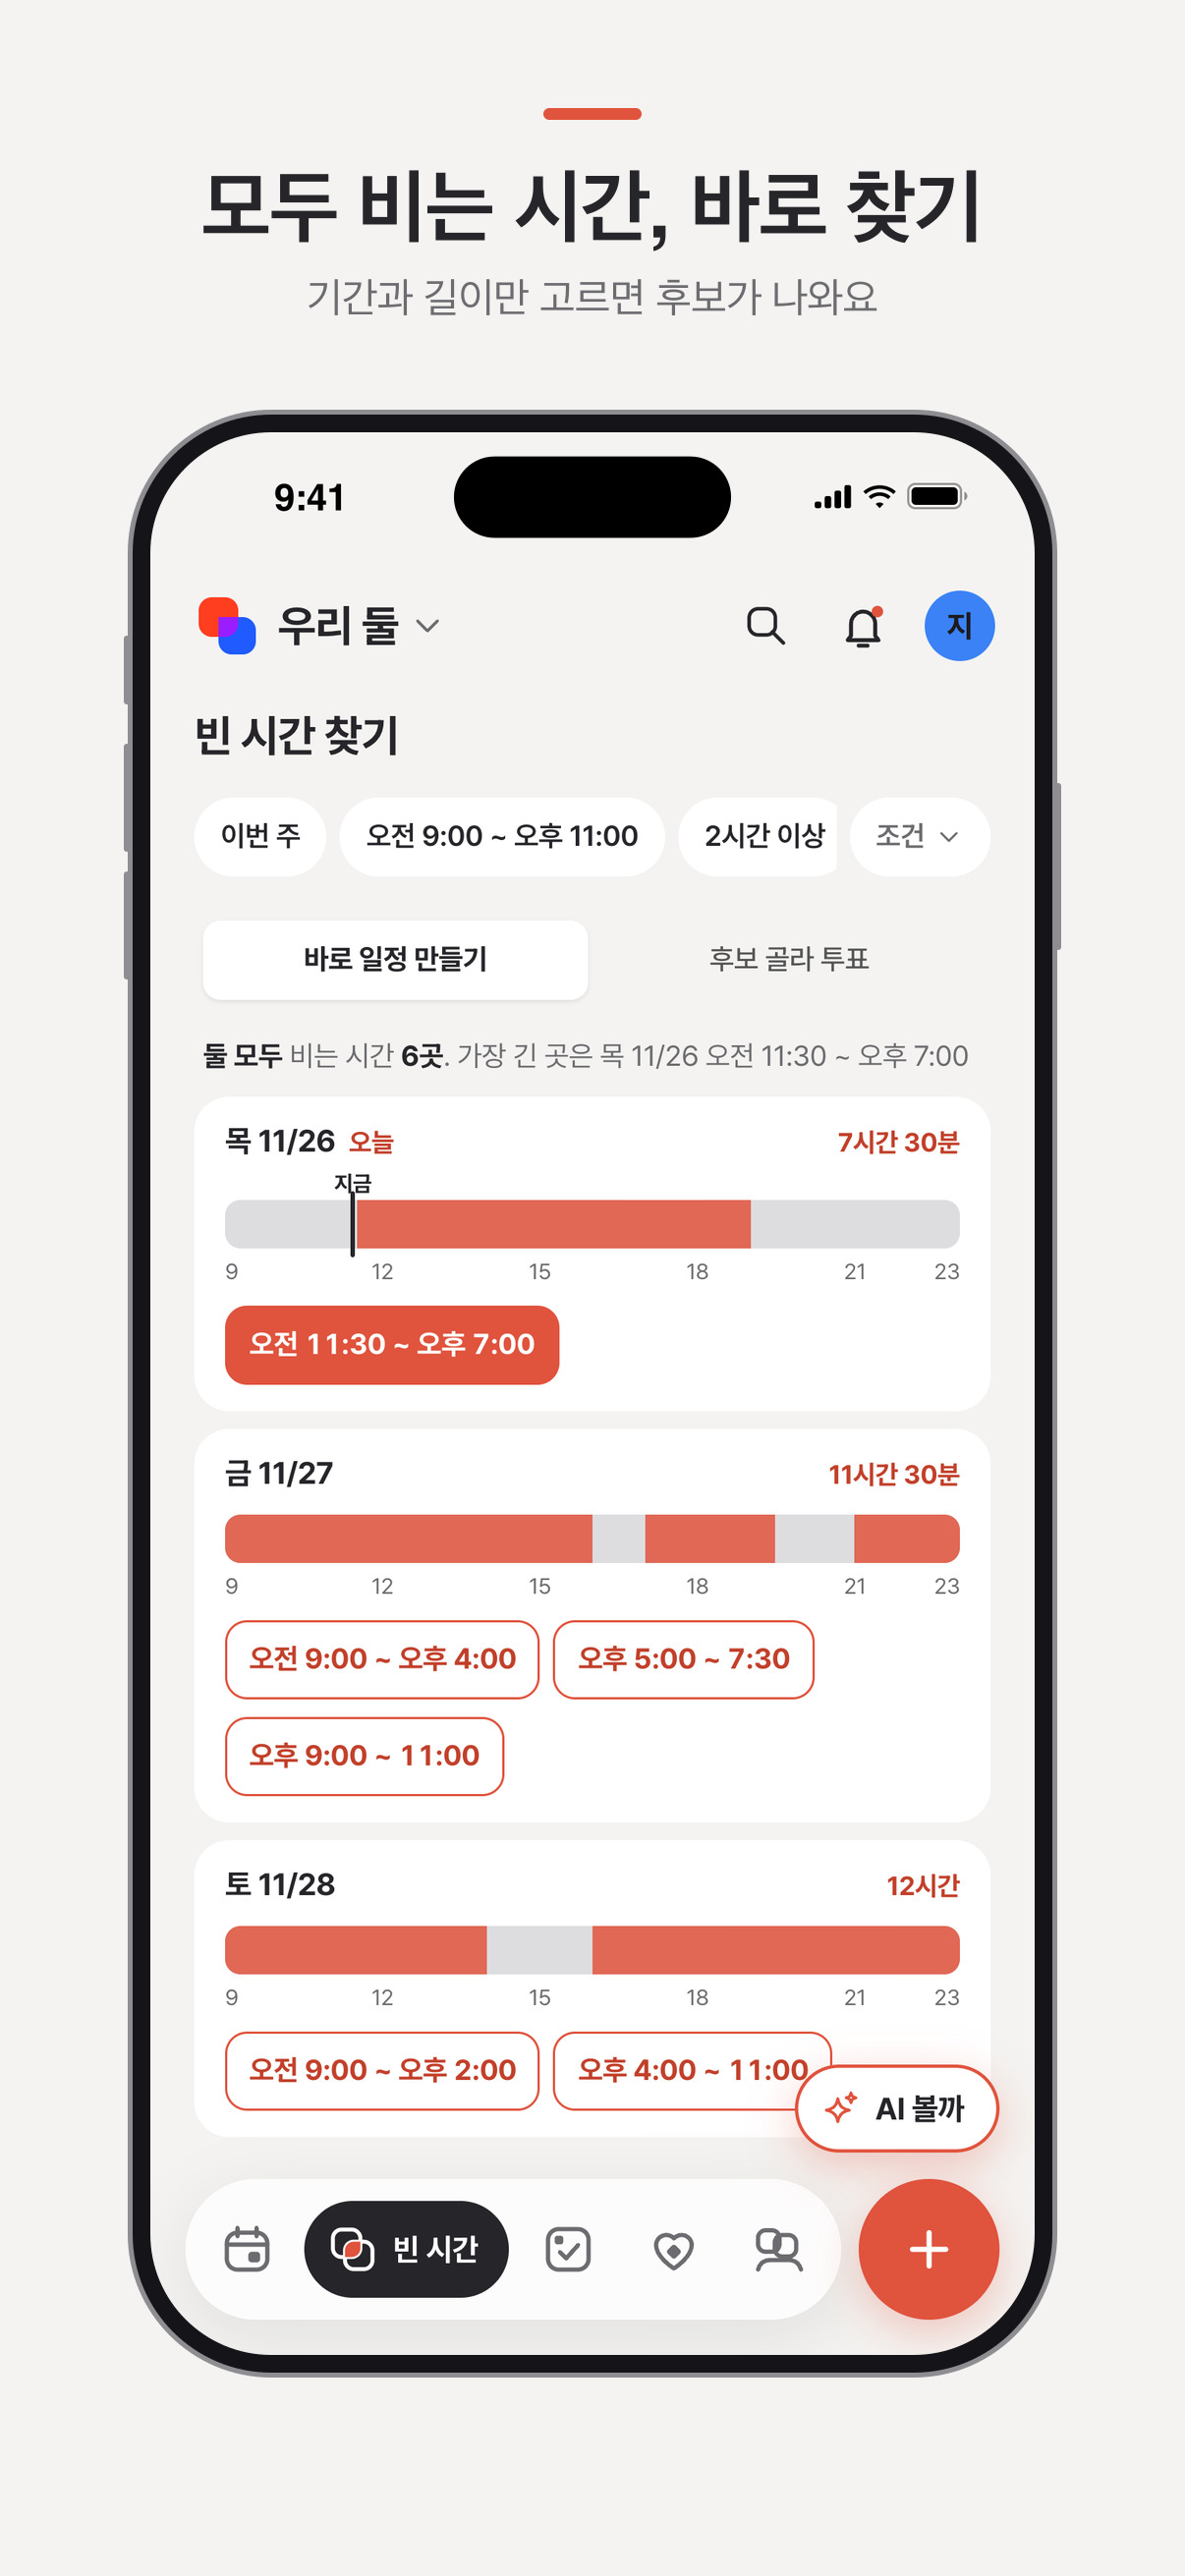 모두 비는 시간, 바로 찾기
기간과 길이만 고르면 후보가 나와요
9:41
우리 둘
지
빈 시간 찾기
이번 주 오전 9:00 ~ 오후 11:00 2시간 이상 조건
바로 일정 만들기 후보 골라 투표
둘 모두 비는 시간 6곳. 가장 긴 곳은 목 11/26 오전 11:30 ~ 오후 7:00
목 11/26 오늘 7시간 30분
지금
9 12 15 18 21 23
오전 11:30 ~ 오후 7:00
금 11/27 11시간 30분
9 12 15 18 21 23
오전 9:00 ~ 오후 4:00 오후 5:00 ~ 7:30
오후 9:00 ~ 11:00
토 11/28 12시간
9 12 15 18 21 23
오전 9:00 ~ 오후 2:00 오후 4:00 ~ 11:00
AI 볼까
빈 시간